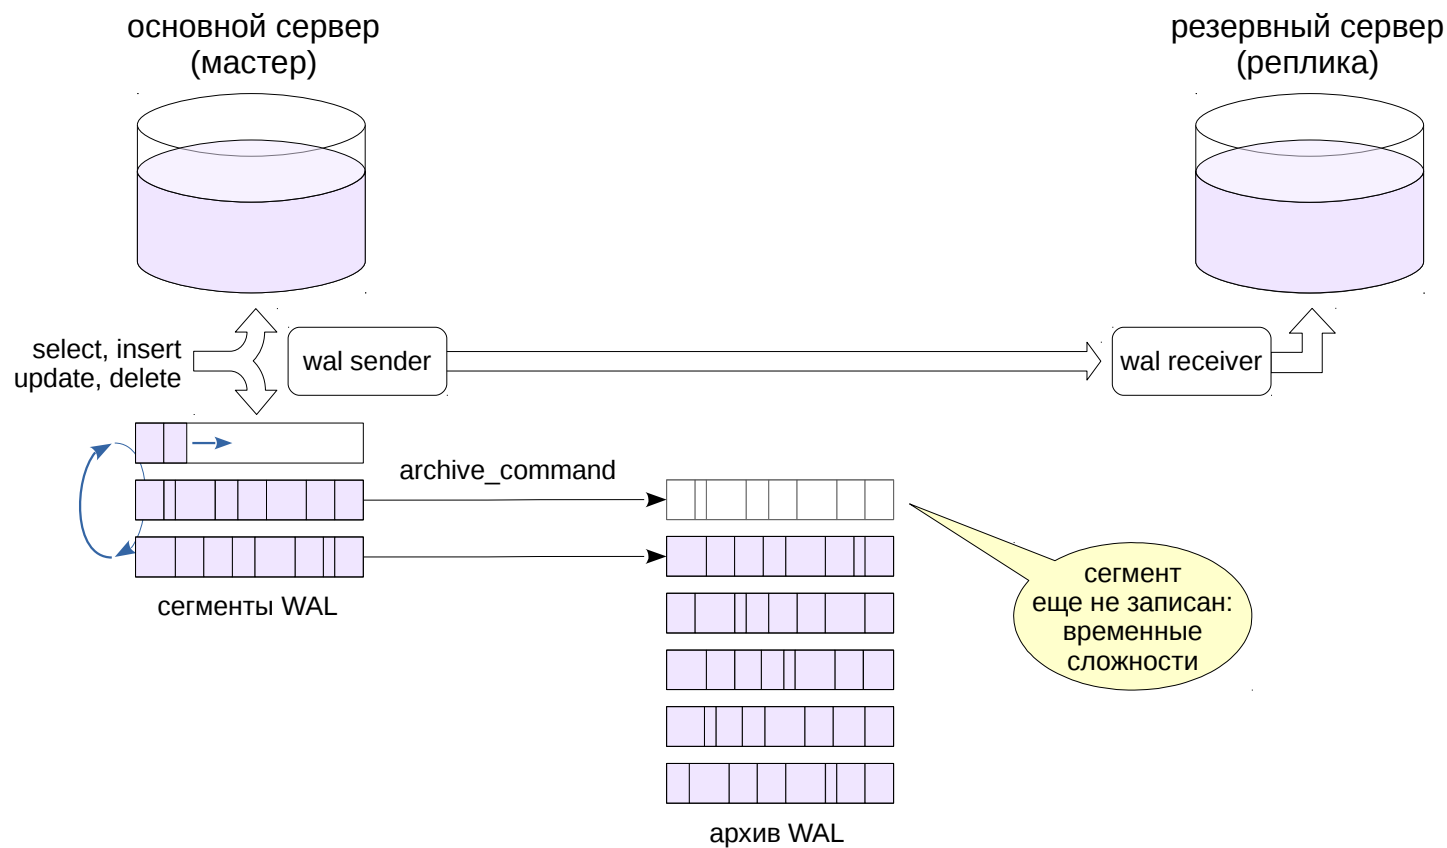 основной сервер
(мастер)
резервный сервер
(реплика)
select, insert
update, delete
wal sender
wal receiver
archive_command
сегменты WAL
сегмент
еще не записан:
временные
сложности
архив WAL